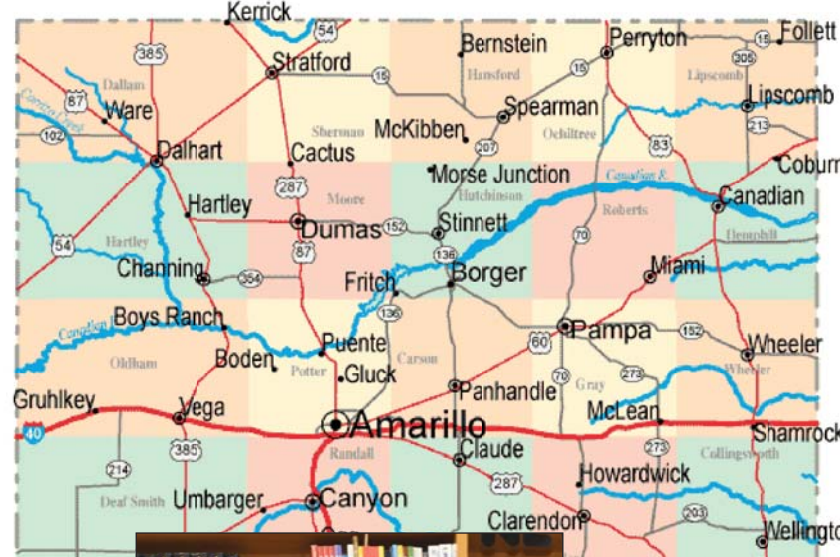 Kerrick
54
385
Perryton
15
Follett
Bernstein
305
Stratford
Hansford
15
Lipscomb
Dallam
15
87
Ware
Lipscomb
Spearman
102
Sherman
McKibben
Ochiltree
213
207
83
Dalhart
Cactus
Coburn
Morse Junction
Canadian R.
287
Moore
Hutchinson
Canadian
Hartley
Roberts
Dumas
152
Stinnett
70
Hemphill
54
Hartley
87
136
Channing
354
Fritch
Borger
Miami
136
Boys Ranch
Pampa
152
Puente
60
Wheeler
Oldham
Boden
Potter
Carson
Wheeler
Gluck
70
273
Gray
Panhandle
Gruhlkey
Vega
McLean
Amarillo
40
Shamrock
385
Randall
Claude
273
Collingsworth
214
287
Howardwick
Deaf Smith
Umbarger
Canyon
Clarendon
203
Wellingto